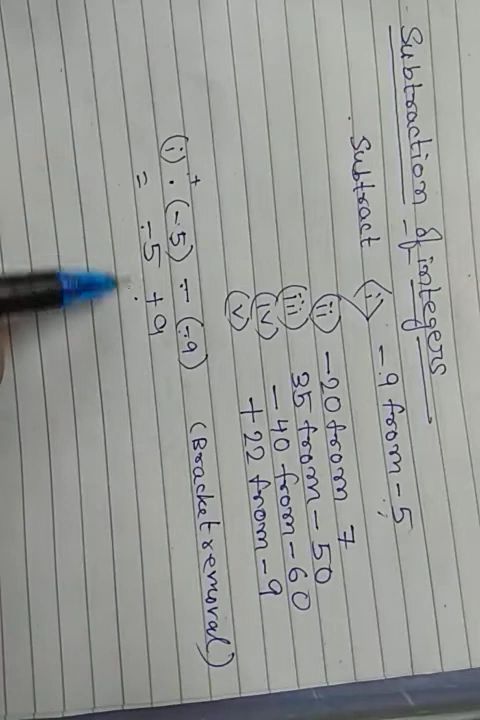 Subtraction of integers
Subtract (i) -9 from -5
(ii) -20 from 7
(iii) 35 from -50
(iv) -40 from -60
(v) +22 from -9
(i) +(-5) - (-9) (Bracket removal)
= -5 + 9